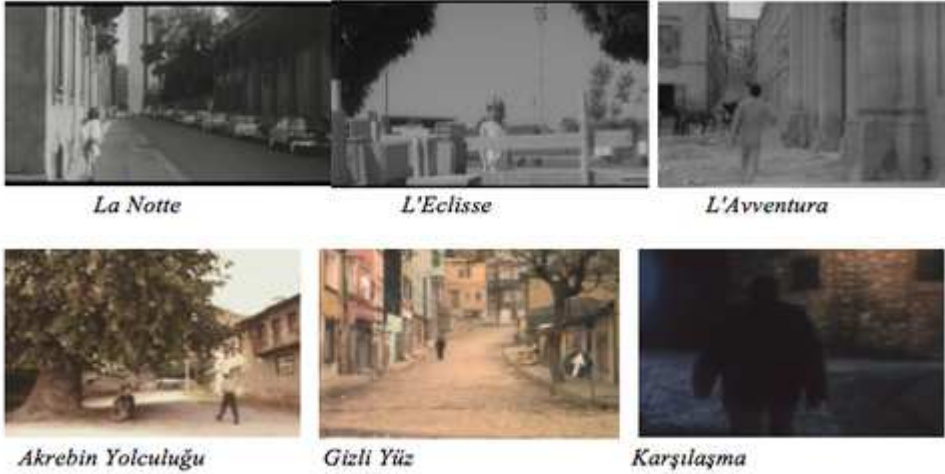 La Notte
L'Eclisse
L'Avventura
Akrebin Yolculuğu
Gizli Yüz
Karşılaşma